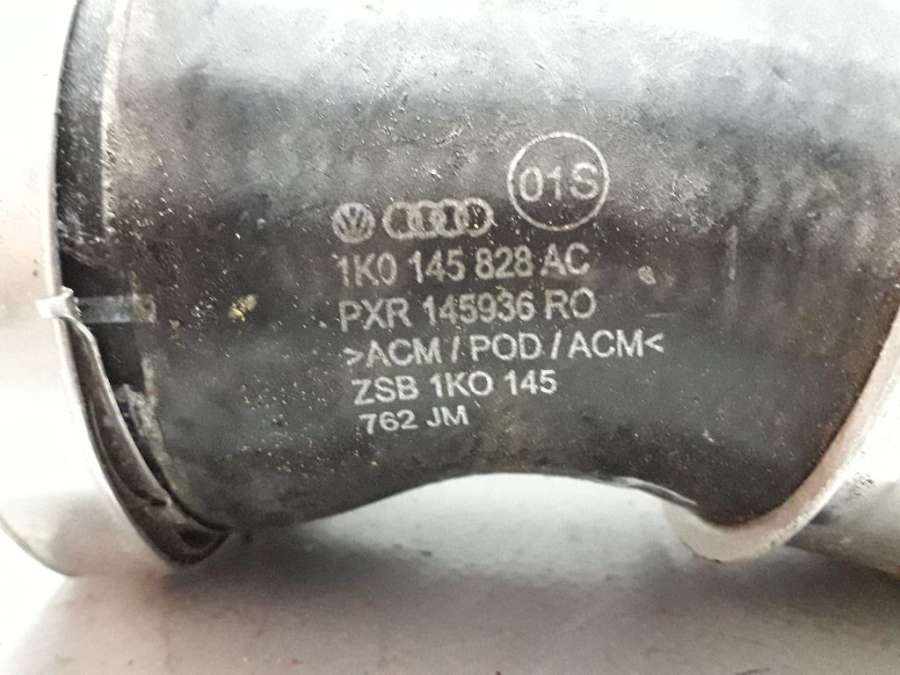 01S
1K0 145 828 AC
PXR 145936 RO
>ACM / POD / ACM<
ZSB 1KO 145
762 JM